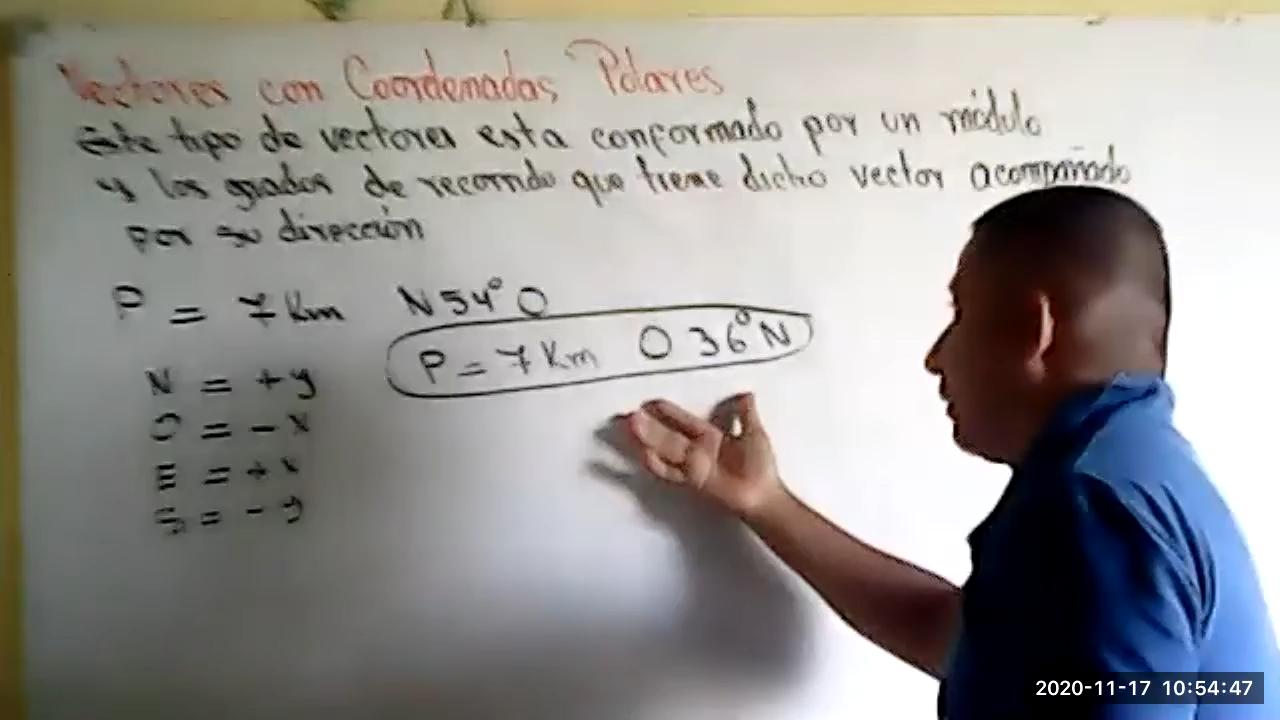 Vectores con Coordenadas Polares
Este tipo de vectores esta conformado por un módulo
y los grados de recorrido que tiene dicho vector acompañado
por su dirección
P = 7 Km N 54° O
P = 7 Km O 36° N
N = + y
O = - x
E = + x
S = - y
2020-11-17 10:54:47